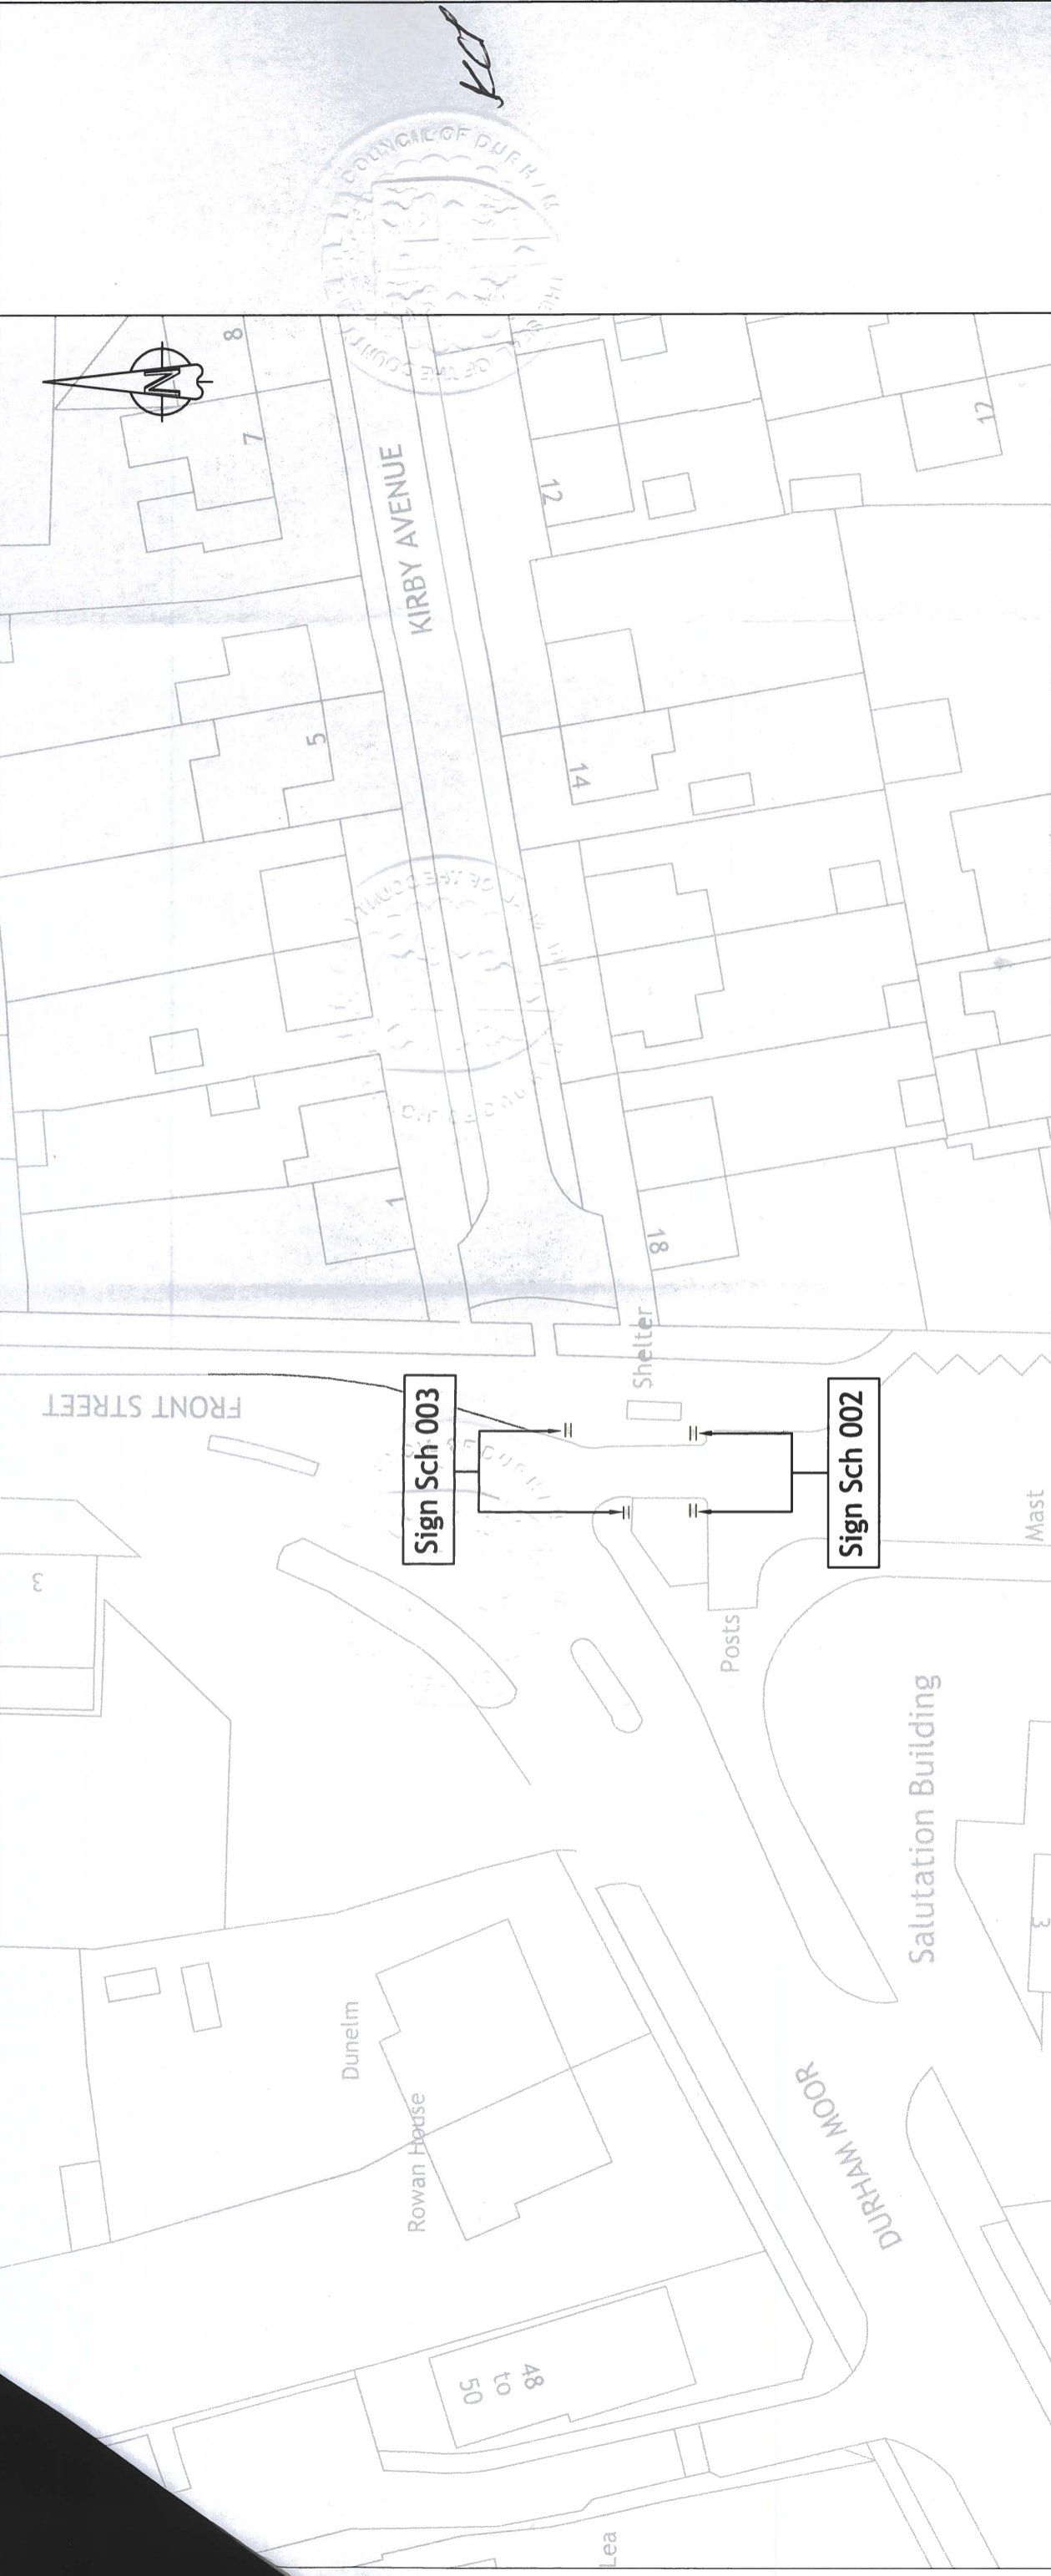 8
7
KIRBY AVENUE
12
17
5
14
1
18
Shelter
FRONT STREET
Sign Sch 003
Sign Sch 002
3
Mast
Posts
Salutation Building
3
Dunelm
Rowan House
DURHAM MOOR
48
to
50
Lea
N